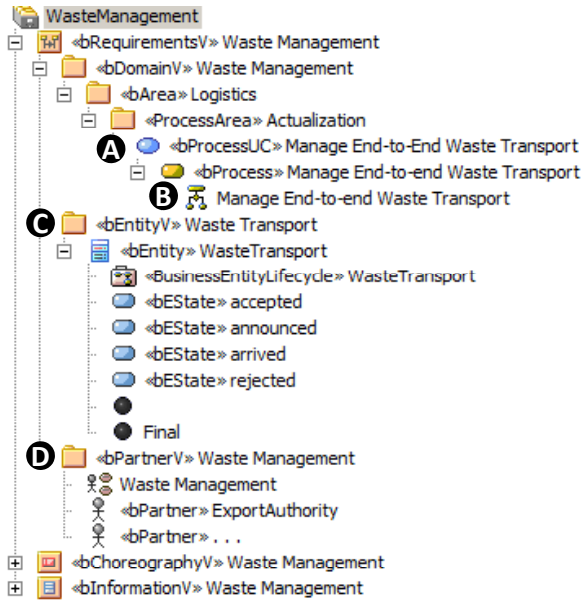 WasteManagement
«bRequirementsV» Waste Management
«bDomainV» Waste Management
«bArea» Logistics
«ProcessArea» Actualization
A «bProcessUC» Manage End-to-End Waste Transport
«bProcess» Manage End-to-end Waste Transport
B Manage End-to-end Waste Transport
C «bEntityV» Waste Transport
«bEntity» WasteTransport
«BusinessEntityLifecycle» WasteTransport
«bEState» accepted
«bEState» announced
«bEState» arrived
«bEState» rejected
Final
D «bPartnerV» Waste Management
Waste Management
«bPartner» ExportAuthority
«bPartner» . . .
«bChoreographyV» Waste Management
«bInformationV» Waste Management